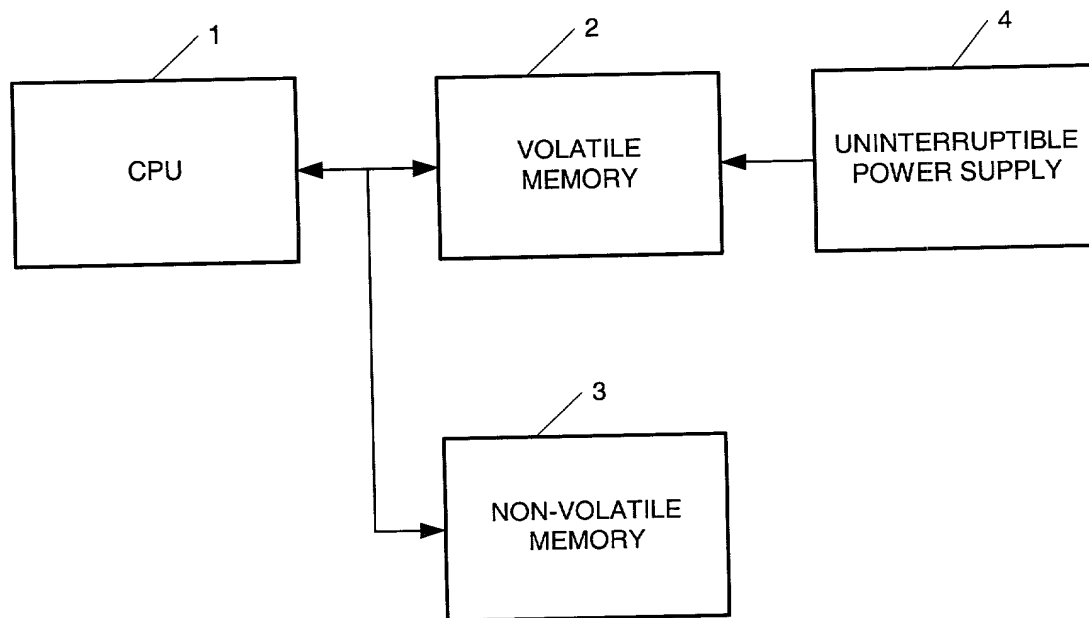 1
2
4
CPU
VOLATILE
MEMORY
UNINTERRUPTIBLE
POWER SUPPLY
3
NON-VOLATILE
MEMORY